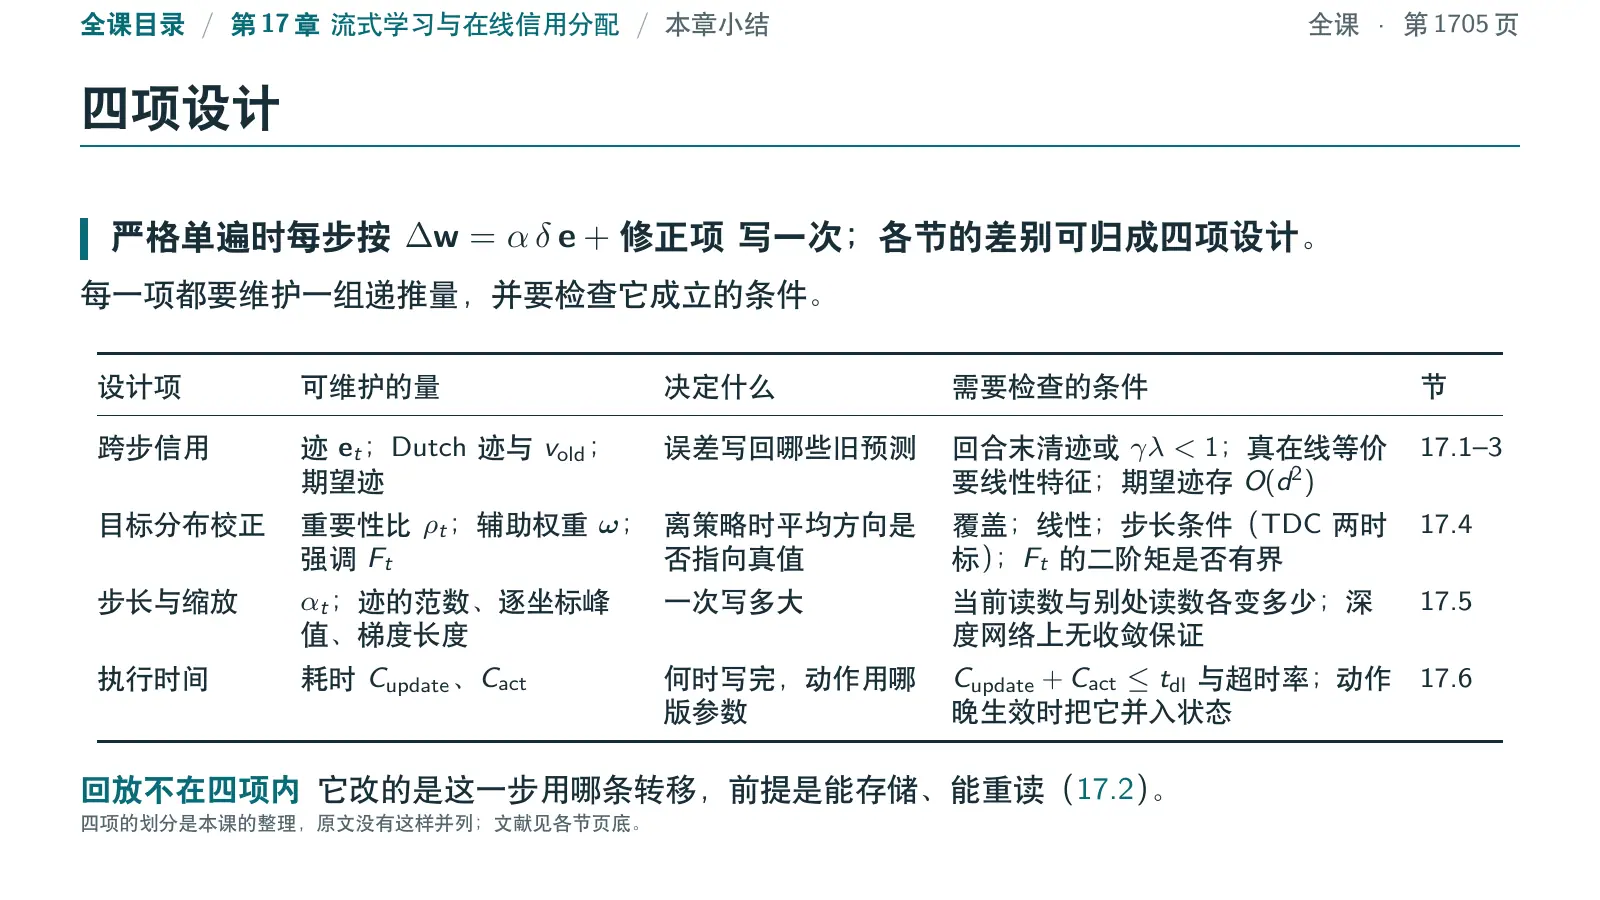 全课目录 / 第 17 章 流式学习与在线信用分配 / 本章小结
全课 · 第 1705 页
四项设计
严格单遍时每步按 Δw = α δ e + 修正项 写一次；各节的差别可归成四项设计。
每一项都要维护一组递推量，并要检查它成立的条件。
设计项 可维护的量 决定什么 需要检查的条件 节
跨步信用 迹 eₜ；Dutch 迹与 v_old； 误差写回哪些旧预测 回合末清迹或 γλ < 1；真在线等价 17.1–3
期望迹 要线性特征；期望迹存 O(d²)
目标分布校正 重要性比 ρₜ；辅助权重 ω； 离策略时平均方向是 覆盖；线性；步长条件（TDC 两时 17.4
强调 Fₜ 否指向真值 标）；Fₜ 的二阶矩是否有界
步长与缩放 αₜ；迹的范数、逐坐标峰 一次写多大 当前读数与别处读数各变多少；深 17.5
值、梯度长度 度网络上无收敛保证
执行时间 耗时 C_update、C_act 何时写完，动作用哪 C_update + C_act ≤ t_dl 与超时率；动作 17.6
版参数 晚生效时把它并入状态
回放不在四项内 它改的是这一步用哪条转移，前提是能存储、能重读（17.2）。
四项的划分是本课的整理，原文没有这样并列；文献见各节页底。